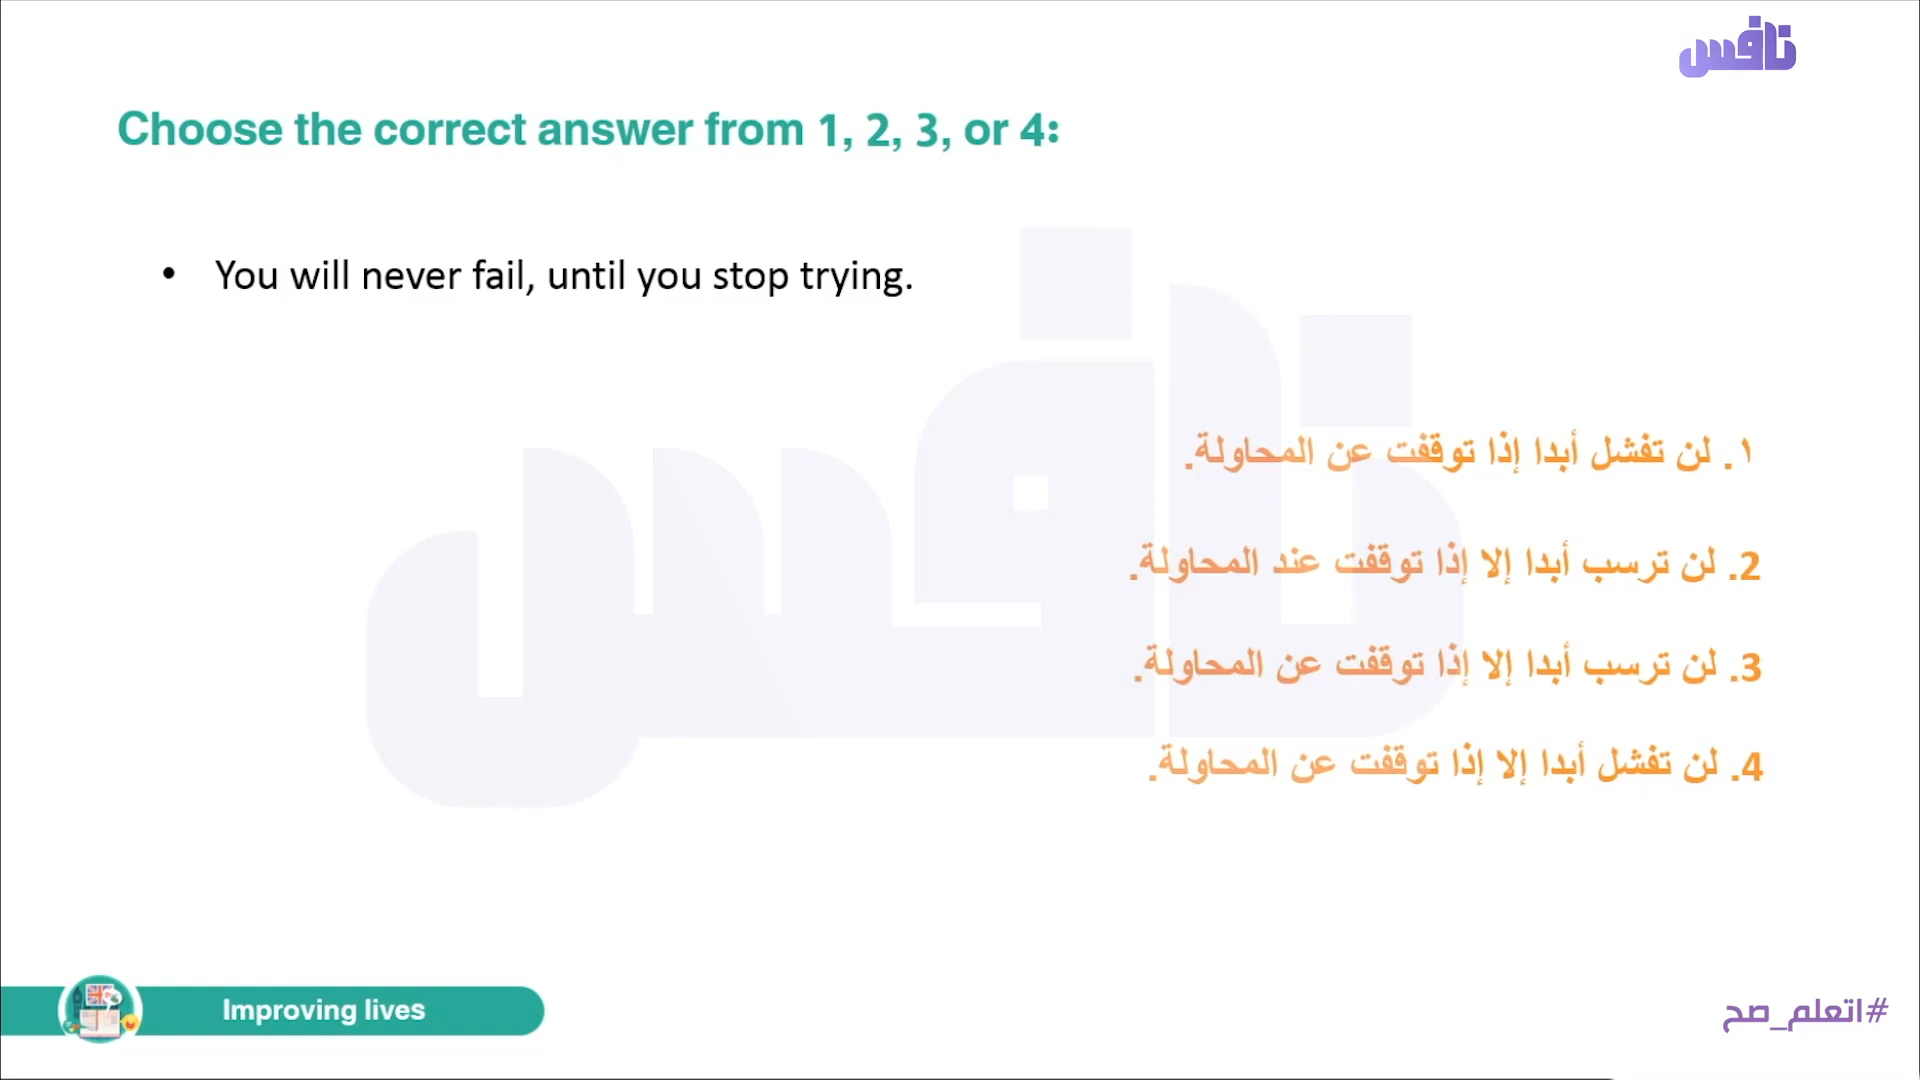 نافس
Choose the correct answer from 1, 2, 3, or 4:
• You will never fail, until you stop trying.
١. لن تفشل أبدا إذا توقفت عن المحاولة.
2. لن ترسب أبدا إلا إذا توقفت عند المحاولة.
3. لن ترسب أبدا إلا إذا توقفت عن المحاولة.
4. لن تفشل أبدا إلا إذا توقفت عن المحاولة.
Improving lives
#اتعلم_صح